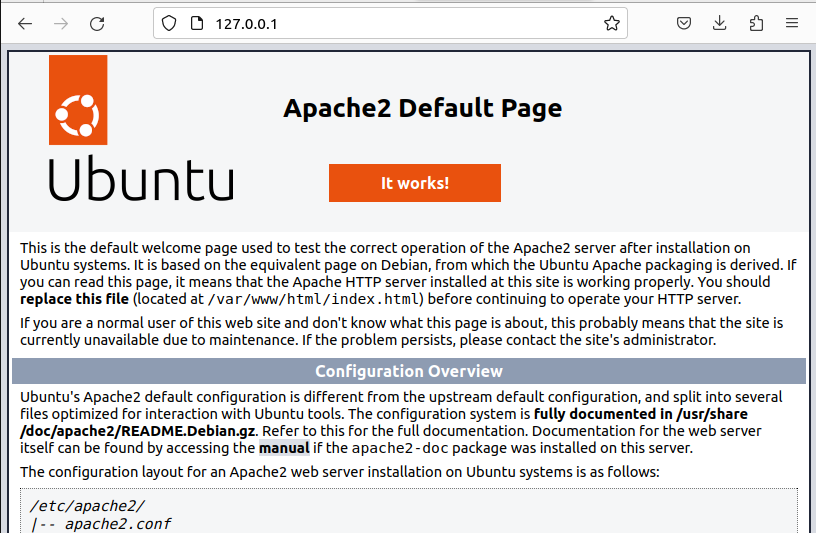 127.0.0.1
Apache2 Default Page
Ubuntu
It works!
This is the default welcome page used to test the correct operation of the Apache2 server after installation on
Ubuntu systems. It is based on the equivalent page on Debian, from which the Ubuntu Apache packaging is derived. If
you can read this page, it means that the Apache HTTP server installed at this site is working properly. You should
replace this file (located at /var/www/html/index.html) before continuing to operate your HTTP server.
If you are a normal user of this web site and don't know what this page is about, this probably means that the site is
currently unavailable due to maintenance. If the problem persists, please contact the site's administrator.
Configuration Overview
Ubuntu's Apache2 default configuration is different from the upstream default configuration, and split into several
files optimized for interaction with Ubuntu tools. The configuration system is fully documented in /usr/share
/doc/apache2/README.Debian.gz. Refer to this for the full documentation. Documentation for the web server
itself can be found by accessing the manual if the apache2-doc package was installed on this server.
The configuration layout for an Apache2 web server installation on Ubuntu systems is as follows:
/etc/apache2/
|-- apache2.conf